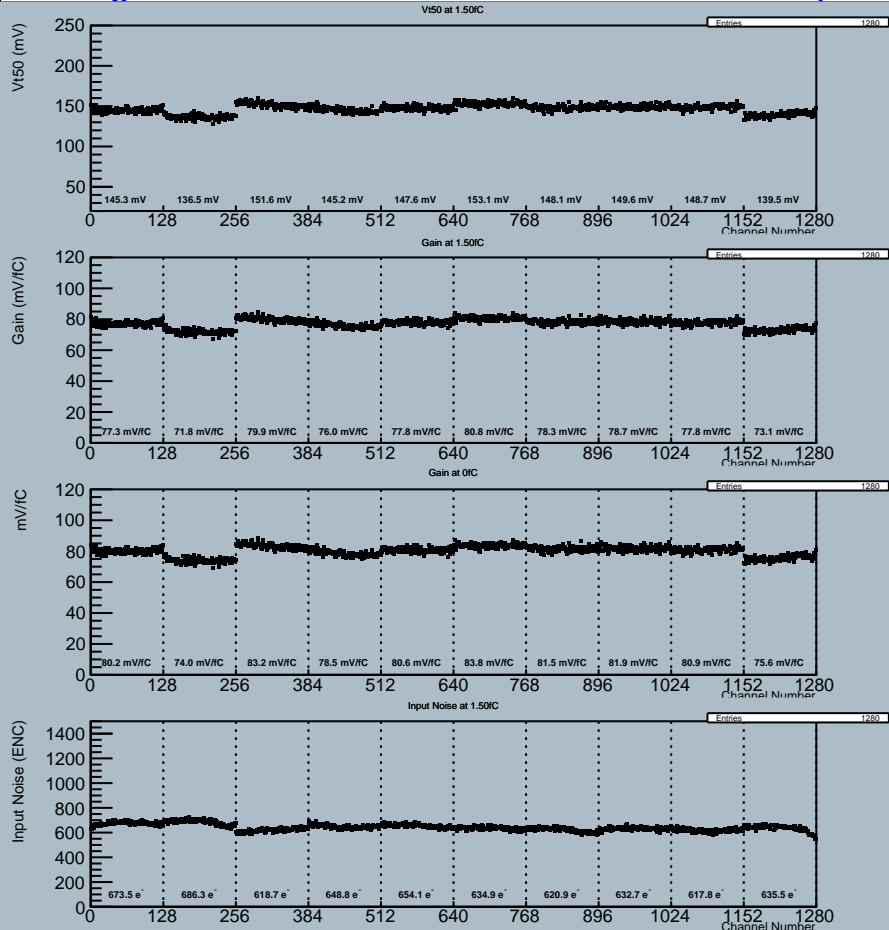 Vt50 at 1.50fC
Entries 1280
Vt50 (mV)
250
200
150
100
50
145.3 mV 136.5 mV 151.6 mV 145.2 mV 147.6 mV 153.1 mV 148.1 mV 149.6 mV 148.7 mV 139.5 mV
0 128 256 384 512 640 768 896 1024 1152 1280
Channel Number
Gain at 1.50fC
Entries 1280
Gain (mV/fC)
120
100
80
60
40
20
0
77.3 mV/fC 71.8 mV/fC 79.9 mV/fC 76.0 mV/fC 77.8 mV/fC 80.8 mV/fC 78.3 mV/fC 78.7 mV/fC 77.8 mV/fC 73.1 mV/fC
0 128 256 384 512 640 768 896 1024 1152 1280
Channel Number
Gain at 0fC
Entries 1280
mV/fC
120
100
80
60
40
20
0
80.2 mV/fC 74.0 mV/fC 83.2 mV/fC 78.5 mV/fC 80.6 mV/fC 83.8 mV/fC 81.5 mV/fC 81.9 mV/fC 80.9 mV/fC 75.6 mV/fC
0 128 256 384 512 640 768 896 1024 1152 1280
Channel Number
Input Noise at 1.50fC
Entries 1280
Input Noise (ENC)
1400
1200
1000
800
600
400
200
0
673.5 e⁻ 686.3 e⁻ 618.7 e⁻ 648.8 e⁻ 654.1 e⁻ 634.9 e⁻ 620.9 e⁻ 632.7 e⁻ 617.8 e⁻ 635.5 e⁻
0 128 256 384 512 640 768 896 1024 1152 1280
Channel Number